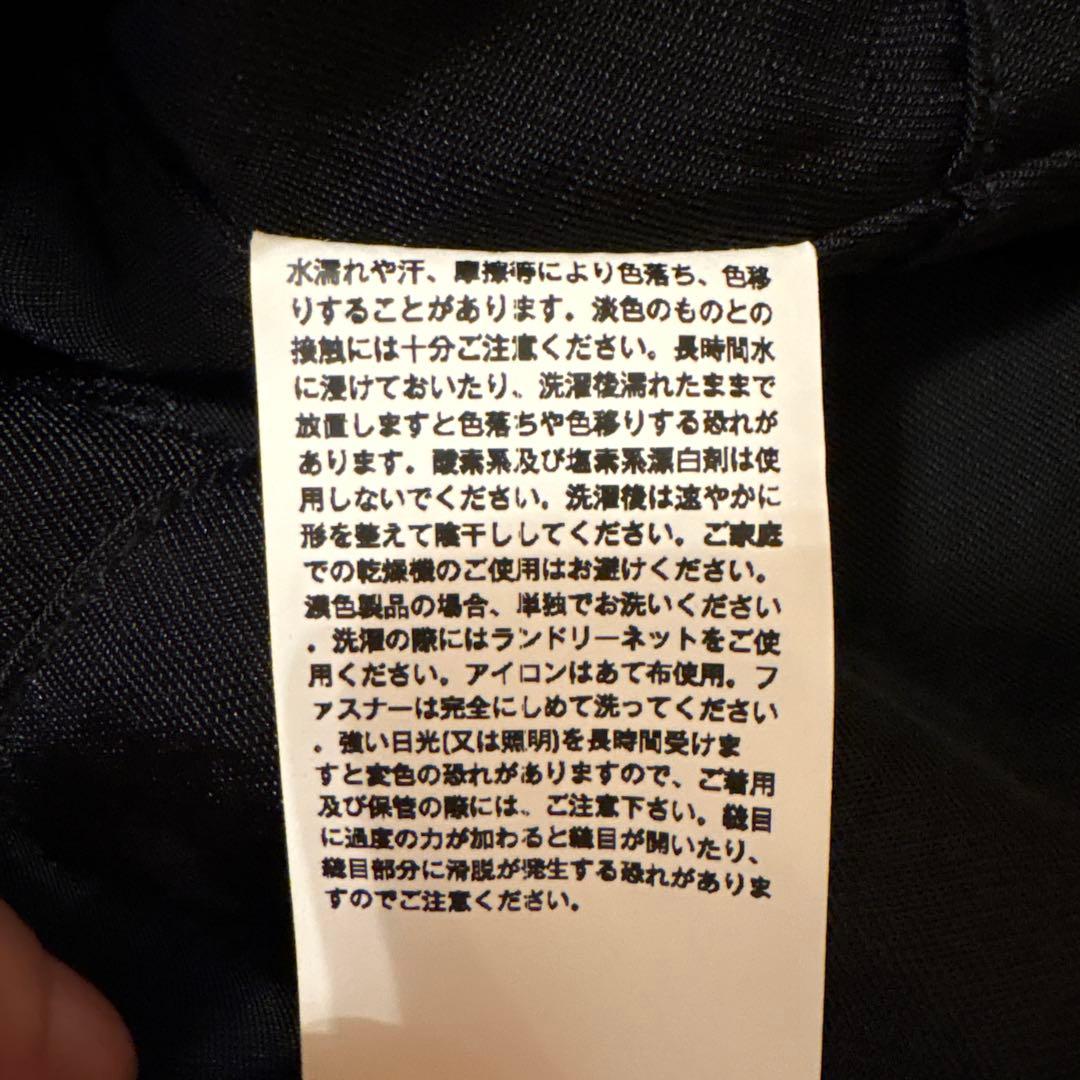 水濡れや汗、摩擦等により色落ち、色移
りすることがあります。淡色のものとの
接触には十分ご注意ください。長時間水
に浸けておいたり、洗濯後濡れたままで
放置しますと色落ちや色移りする恐れが
あります。酸素系及び塩素系漂白剤は使
用しないでください。洗濯後は速やかに
形を整えて陰干ししてください。ご家庭
での乾燥機のご使用はお避けください。
濃色製品の場合、単独でお洗いください
。洗濯の際にはランドリーネットをご使
用ください。アイロンはあて布使用。フ
ァスナーは完全にしめて洗ってください
。強い日光(又は照明)を長時間受けま
すと変色の恐れがありますので、ご着用
及び保管の際には、ご注意下さい。縫目
に過度の力が加わると縫目が開いたり、
縫目部分に滑脱が発生する恐れがありま
すのでご注意ください。